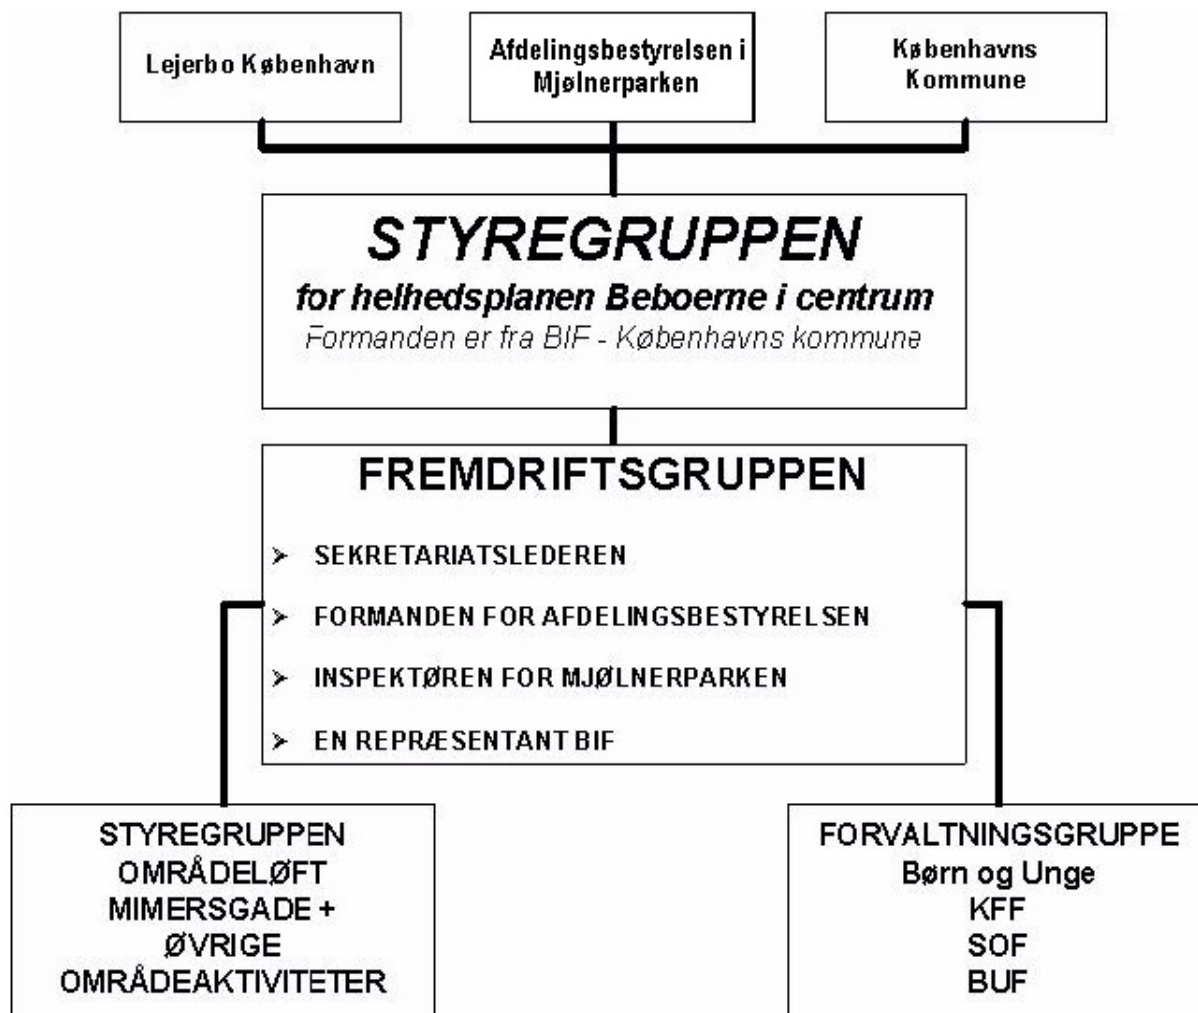 Lejerbo København
Afdelingsbestyrelsen i
Mjølnerparken
Københavns
Kommune
STYREGRUPPEN
for helhedsplanen Beboerne i centrum
Formanden er fra BIF - Københavns kommune
FREMDRIFTSGRUPPEN
➢ SEKRETARIATSLEDEREN
➢ FORMANDEN FOR AFDELINGSBESTYRELSEN
➢ INSPEKTØREN FOR MJØLNERPARKEN
➢ EN REPRÆSENTANT BIF
STYREGRUPPEN
OMRÅDELØFT
MIMERSGADE +
ØVRIGE
OMRÅDEAKTIVITETER
FORVALTNINGSGRUPPE
Børn og Unge
KFF
SOF
BUF